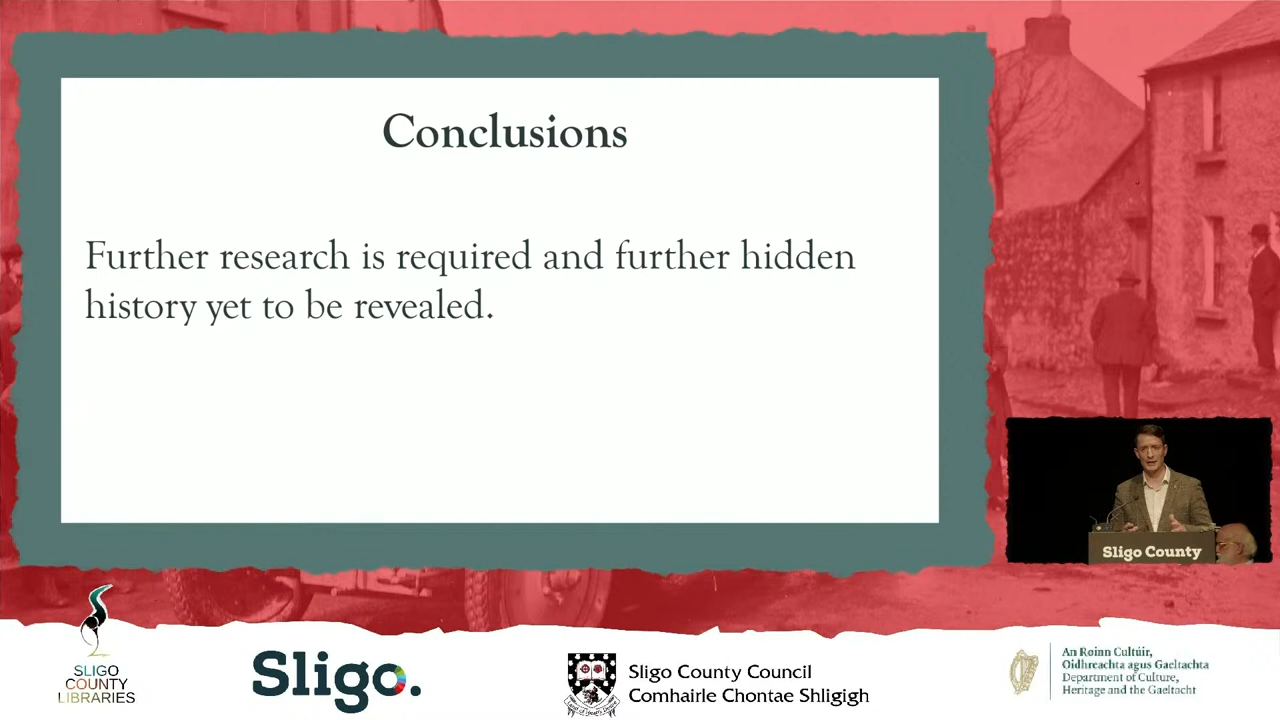 Conclusions
Further research is required and further hidden
history yet to be revealed.
Sligo County
SLIGO
COUNTY
LIBRARIES
Sligo.
Sligo County Council
Comhairle Chontae Shligigh
An Roinn Cultúir,
Oidhreachta agus Gaeltachta
Department of Culture,
Heritage and the Gaeltacht